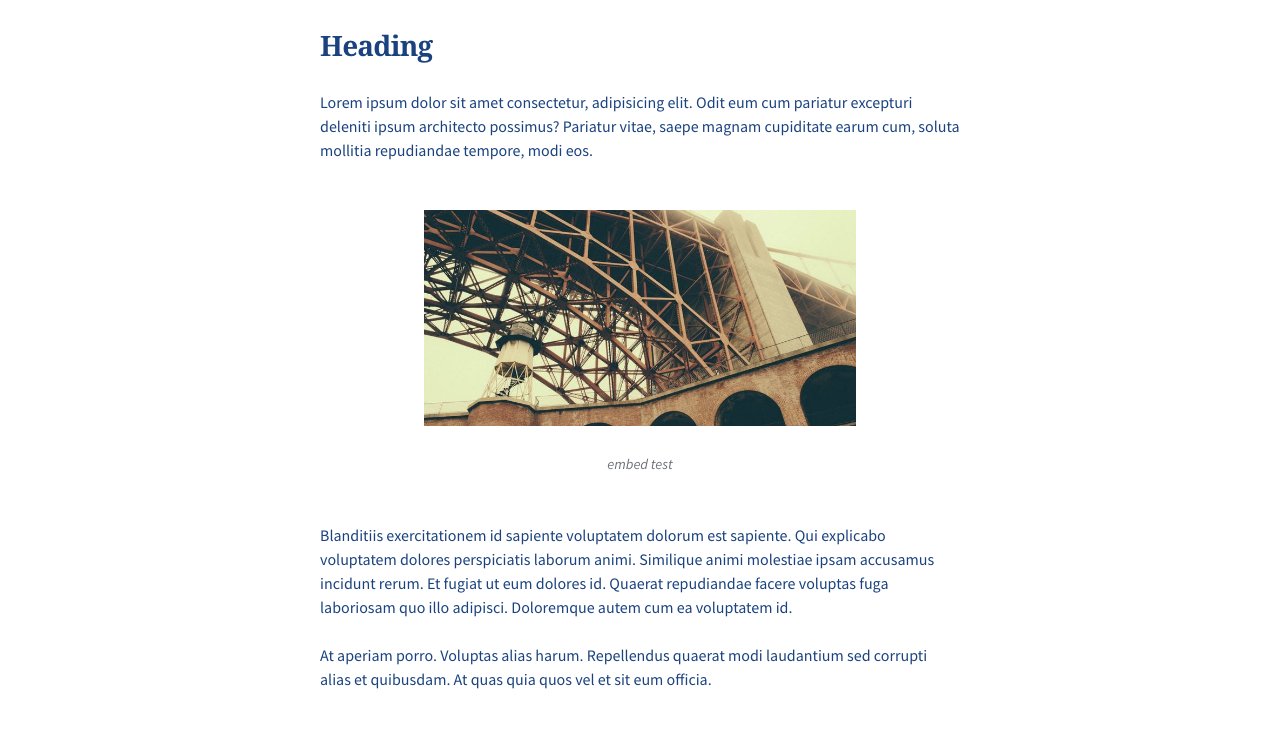 Heading
Lorem ipsum dolor sit amet consectetur, adipisicing elit. Odit eum cum pariatur excepturi
deleniti ipsum architecto possimus? Pariatur vitae, saepe magnam cupiditate earum cum, soluta
mollitia repudiandae tempore, modi eos.
embed test
Blanditiis exercitationem id sapiente voluptatem dolorum est sapiente. Qui explicabo
voluptatem dolores perspiciatis laborum animi. Similique animi molestiae ipsam accusamus
incidunt rerum. Et fugiat ut eum dolores id. Quaerat repudiandae facere voluptas fuga
laboriosam quo illo adipisci. Doloremque autem cum ea voluptatem id.
At aperiam porro. Voluptas alias harum. Repellendus quaerat modi laudantium sed corrupti
alias et quibusdam. At quas quia quos vel et sit eum officia.